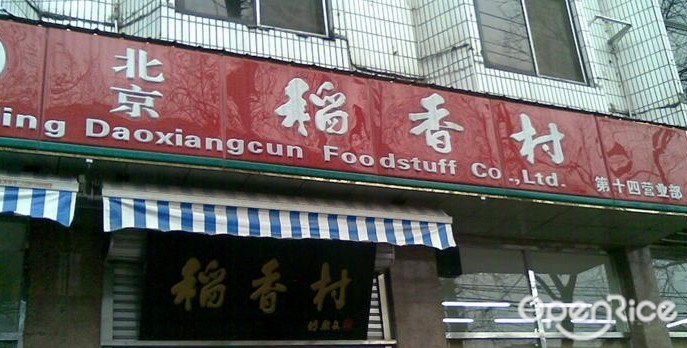 北京 稻香村
ing Daoxiangcun Foodstuff Co.,Ltd.
第十四营业部
稻香村
OpenRice